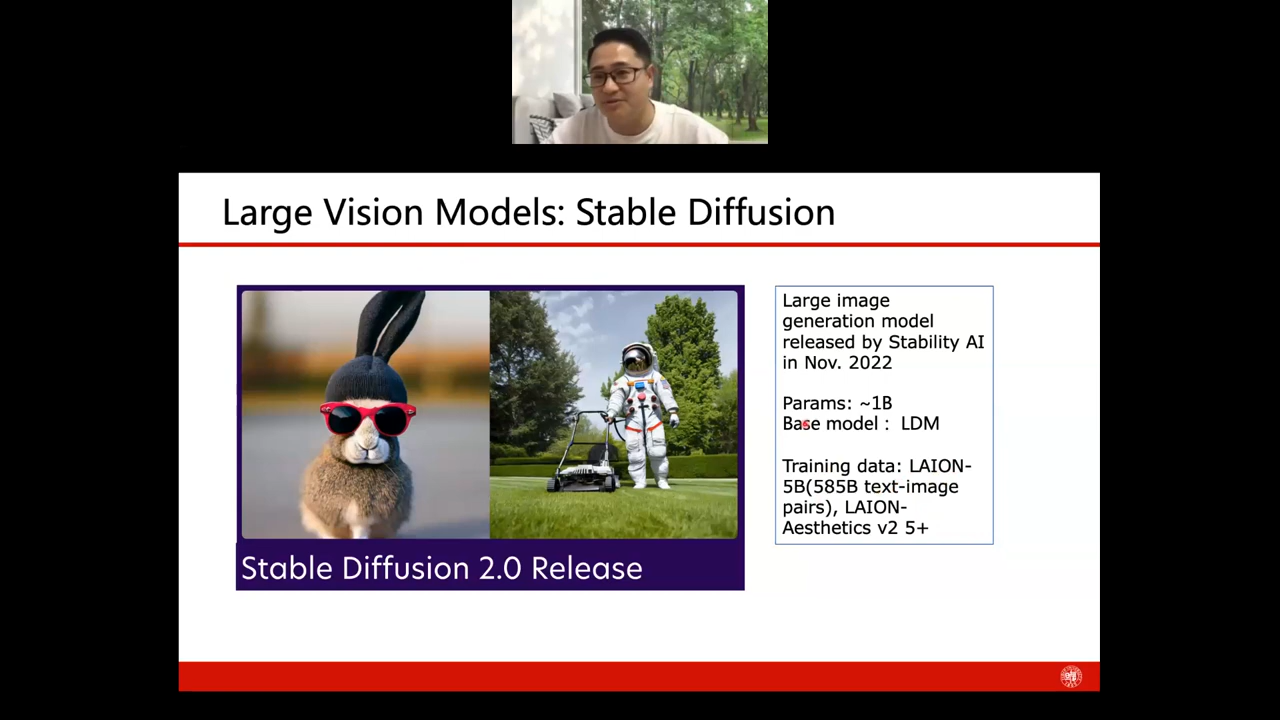 Large Vision Models: Stable Diffusion
Large image
generation model
released by Stability AI
in Nov. 2022
Params: ~1B
Base model : LDM
Training data: LAION-
5B(585B text-image
pairs), LAION-
Aesthetics v2 5+
Stable Diffusion 2.0 Release